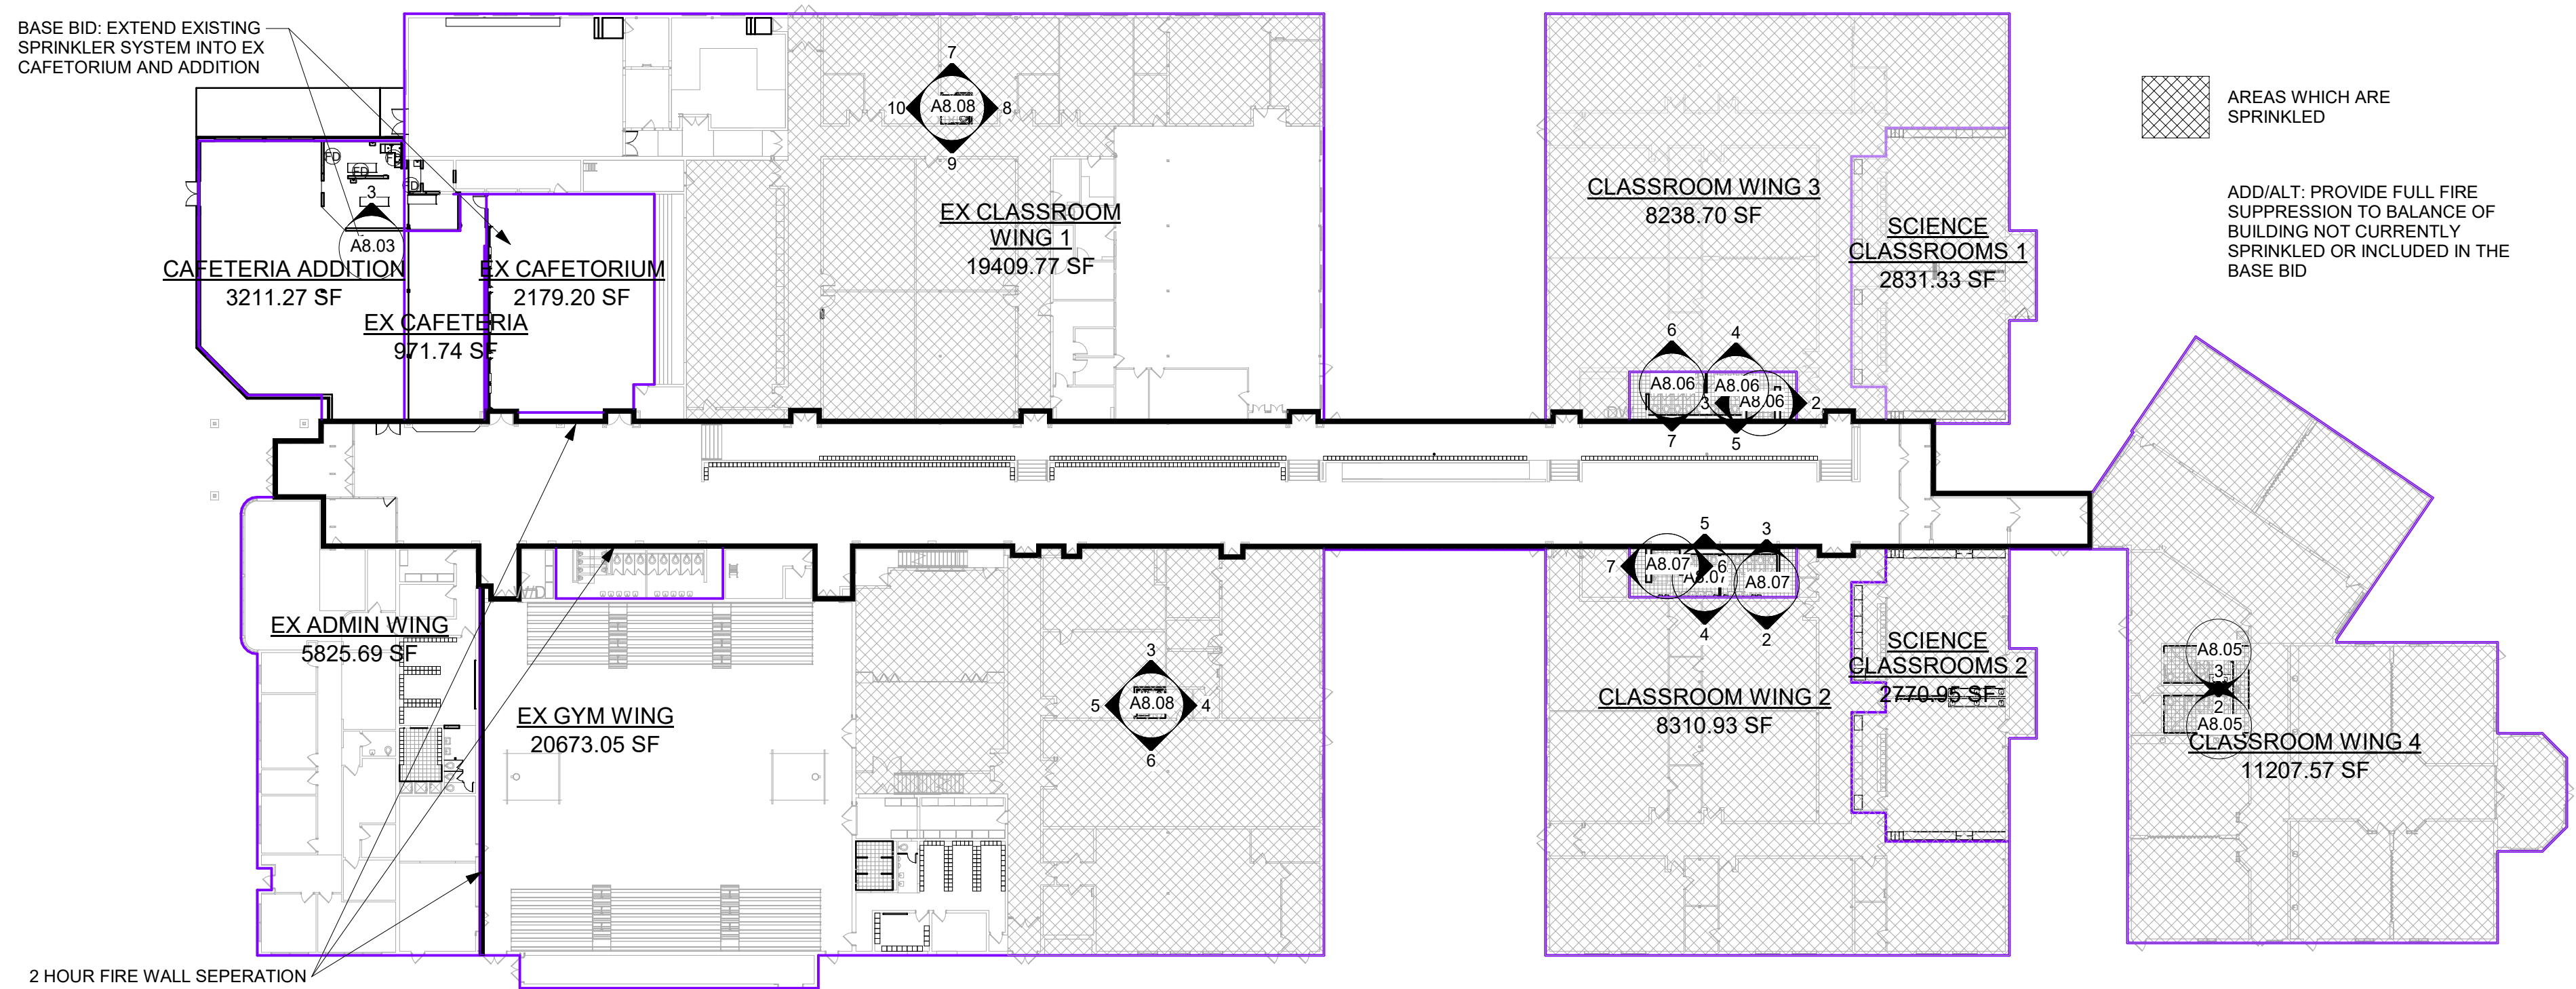 BASE BID: EXTEND EXISTING
SPRINKLER SYSTEM INTO EX
CAFETORIUM AND ADDITION
7
10
A8.08
8
9
AREAS WHICH ARE
SPRINKLED
ADD/ALT: PROVIDE FULL FIRE
SUPPRESSION TO BALANCE OF
BUILDING NOT CURRENTLY
SPRINKLED OR INCLUDED IN THE
BASE BID
FD
FD
FD
3
A8.03
CAFETERIA ADDITION
3211.27 SF
EX CAFETORIUM
2179.20 SF
EX CAFETERIA
971.74 SF
EX CLASSROOM
WING 1
19409.77 SF
CLASSROOM WING 3
8238.70 SF
SCIENCE
CLASSROOMS 1
2831.33 SF
6
4
A8.06
A8.06
3
A8.06
2
7
5
5
3
7
A8.07
6
A8.07
A8.07
4
2
EX ADMIN WING
5825.69 SF
EX GYM WING
20673.05 SF
3
5
A8.08
4
6
CLASSROOM WING 2
8310.93 SF
SCIENCE
CLASSROOMS 2
2770.95 SF
A8.05
3
2
A8.05
CLASSROOM WING 4
11207.57 SF
2 HOUR FIRE WALL SEPERATION